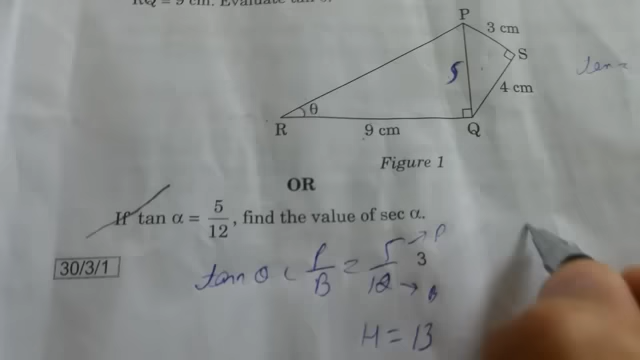 RQ = 9 cm. Evaluate tan θ.
P
3 cm
S
5
4 cm
tan =
R
θ
9 cm
Q
Figure 1
OR
If tan α = 5/12, find the value of sec α.
30/3/1
tan θ = P/B = 5/12 → P
3
→ B
H = 13